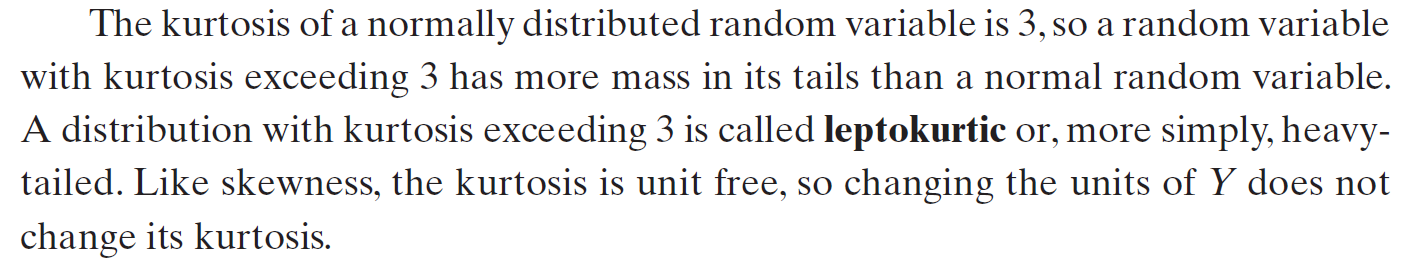 The kurtosis of a normally distributed random variable is 3, so a random variable
with kurtosis exceeding 3 has more mass in its tails than a normal random variable.
A distribution with kurtosis exceeding 3 is called leptokurtic or, more simply, heavy-
tailed. Like skewness, the kurtosis is unit free, so changing the units of Y does not
change its kurtosis.